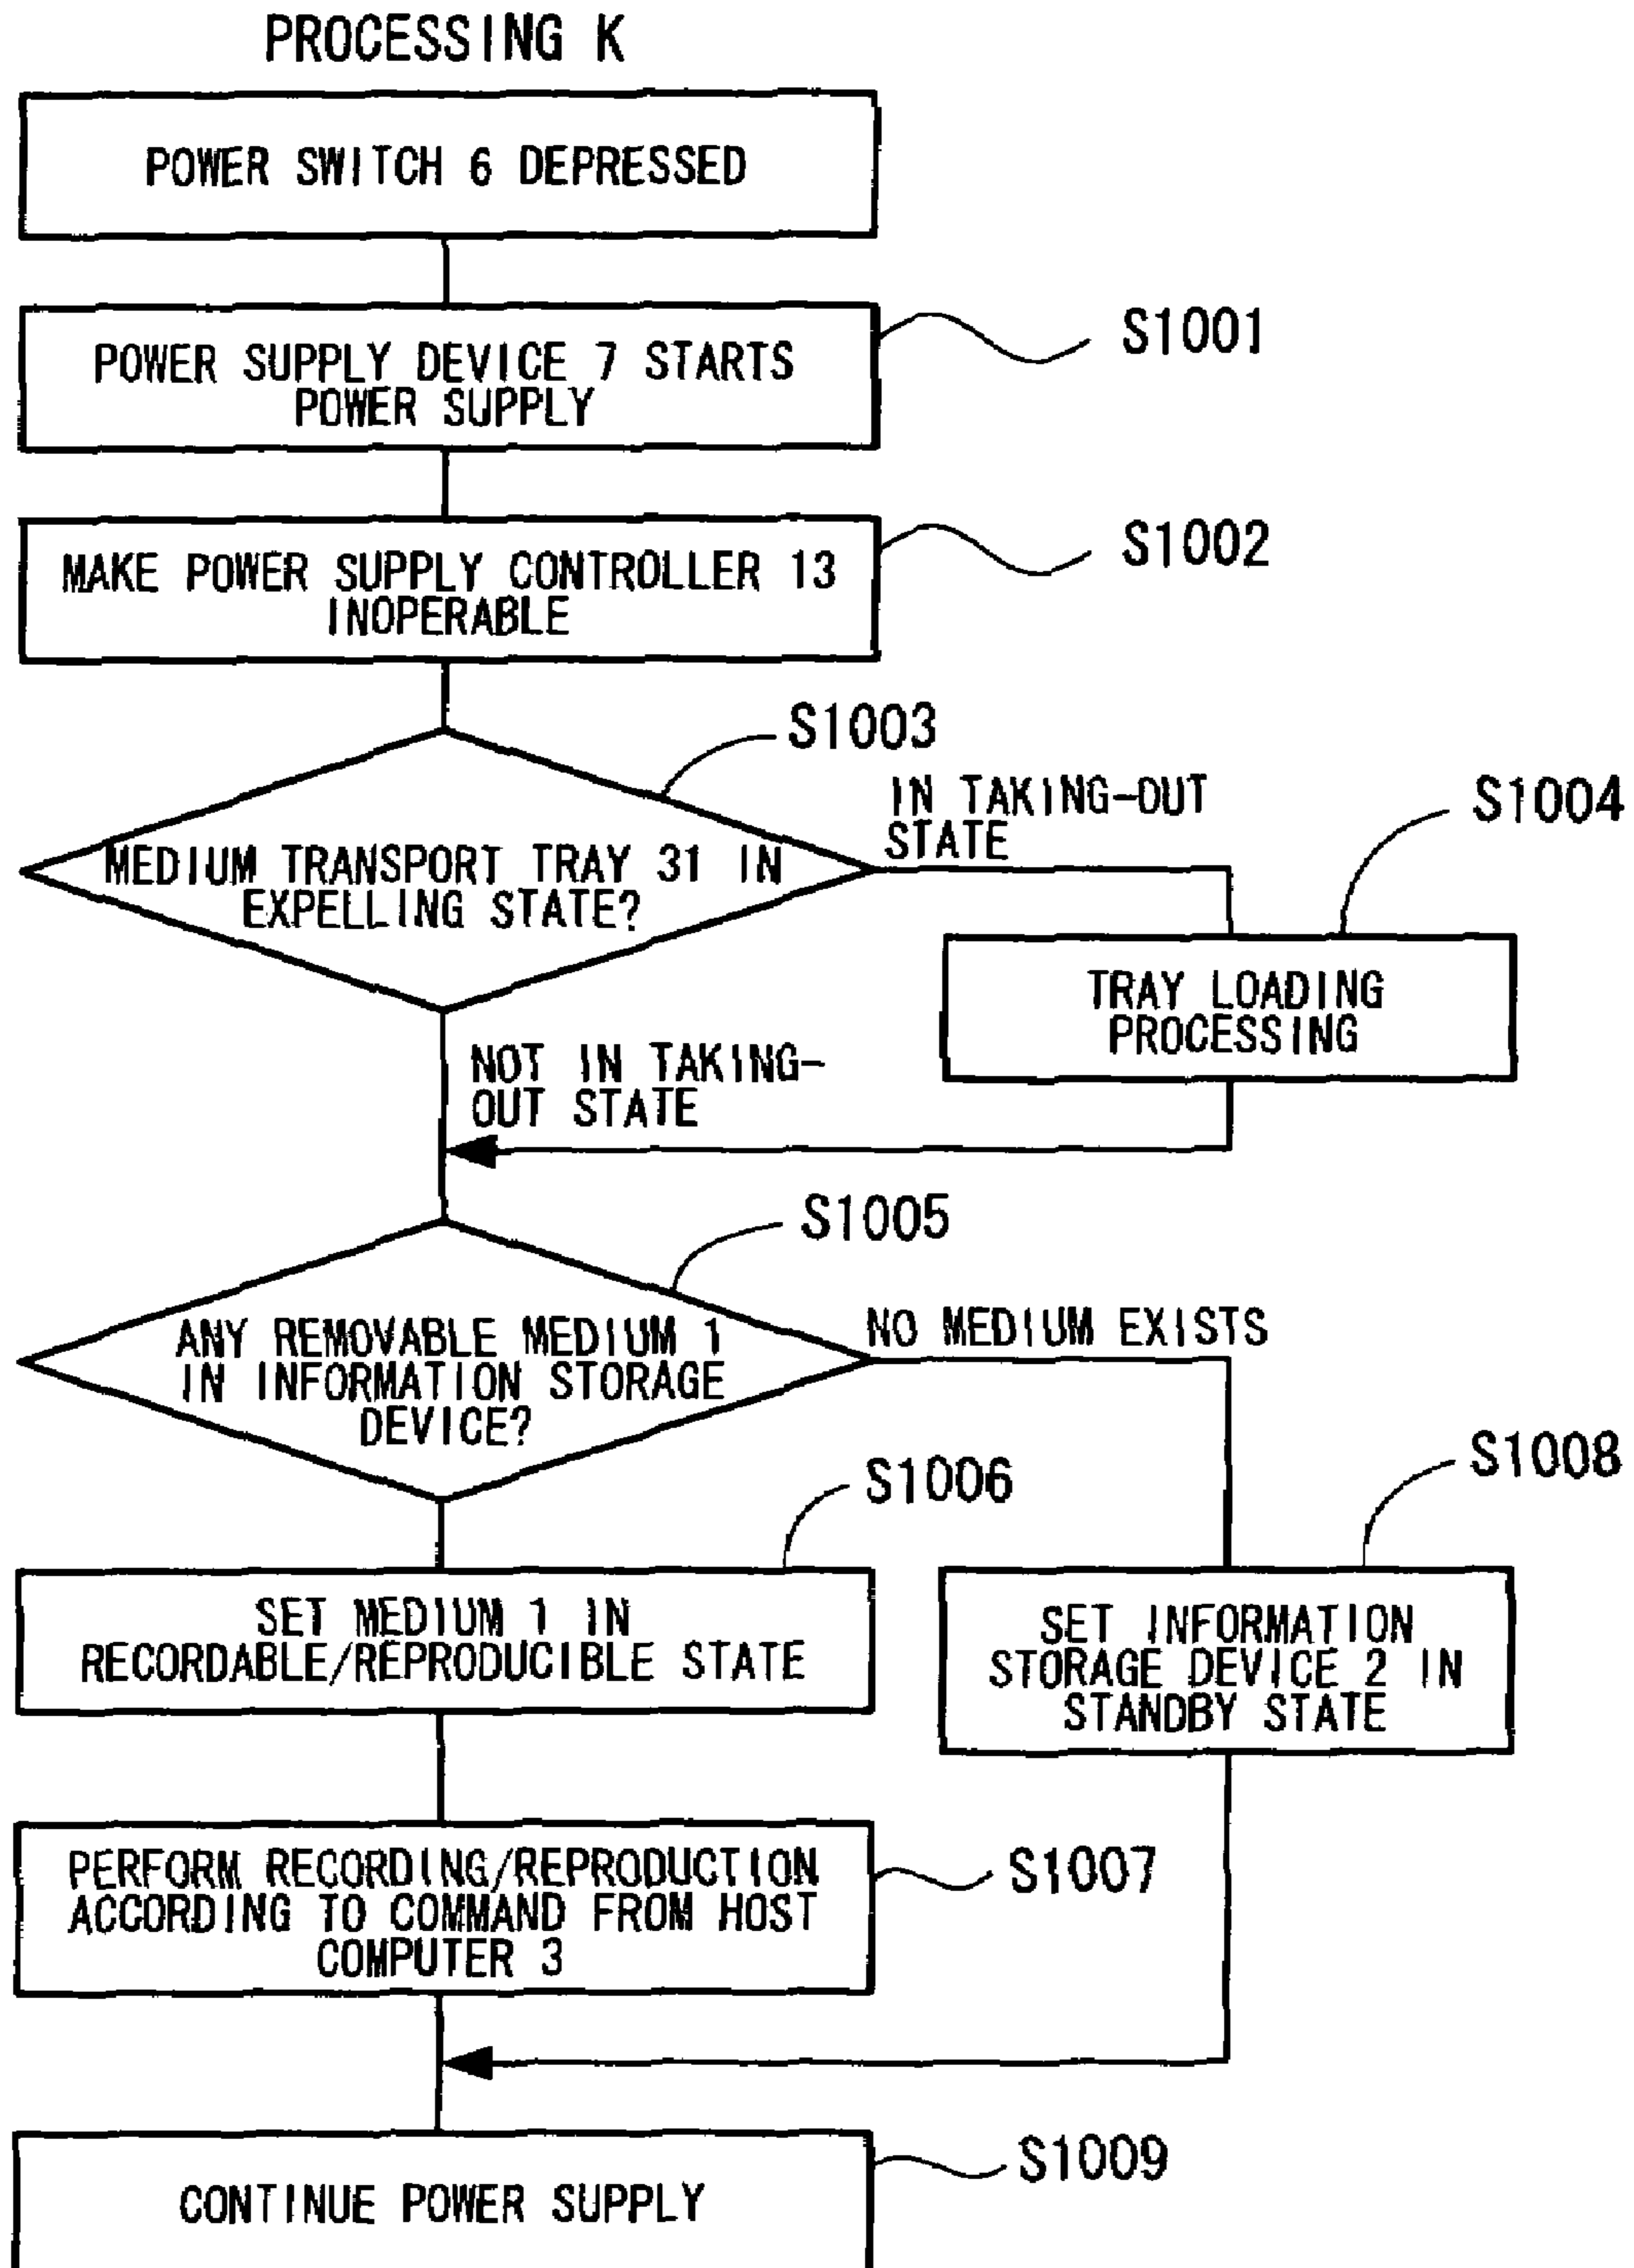 PROCESSING K
POWER SWITCH 6 DEPRESSED
POWER SUPPLY DEVICE 7 STARTS
POWER SUPPLY
S1001
MAKE POWER SUPPLY CONTROLLER 13
INOPERABLE
S1002
S1003
MEDIUM TRANSPORT TRAY 31 IN
EXPELLING STATE?
IN TAKING-OUT
STATE
S1004
TRAY LOADING
PROCESSING
NOT IN TAKING-
OUT STATE
S1005
ANY REMOVABLE MEDIUM 1
IN INFORMATION STORAGE
DEVICE?
NO MEDIUM EXISTS
S1006
SET MEDIUM 1 IN
RECORDABLE/REPRODUCIBLE STATE
S1008
SET INFORMATION
STORAGE DEVICE 2 IN
STANDBY STATE
PERFORM RECORDING/REPRODUCTION
ACCORDING TO COMMAND FROM HOST
COMPUTER 3
S1007
CONTINUE POWER SUPPLY
S1009